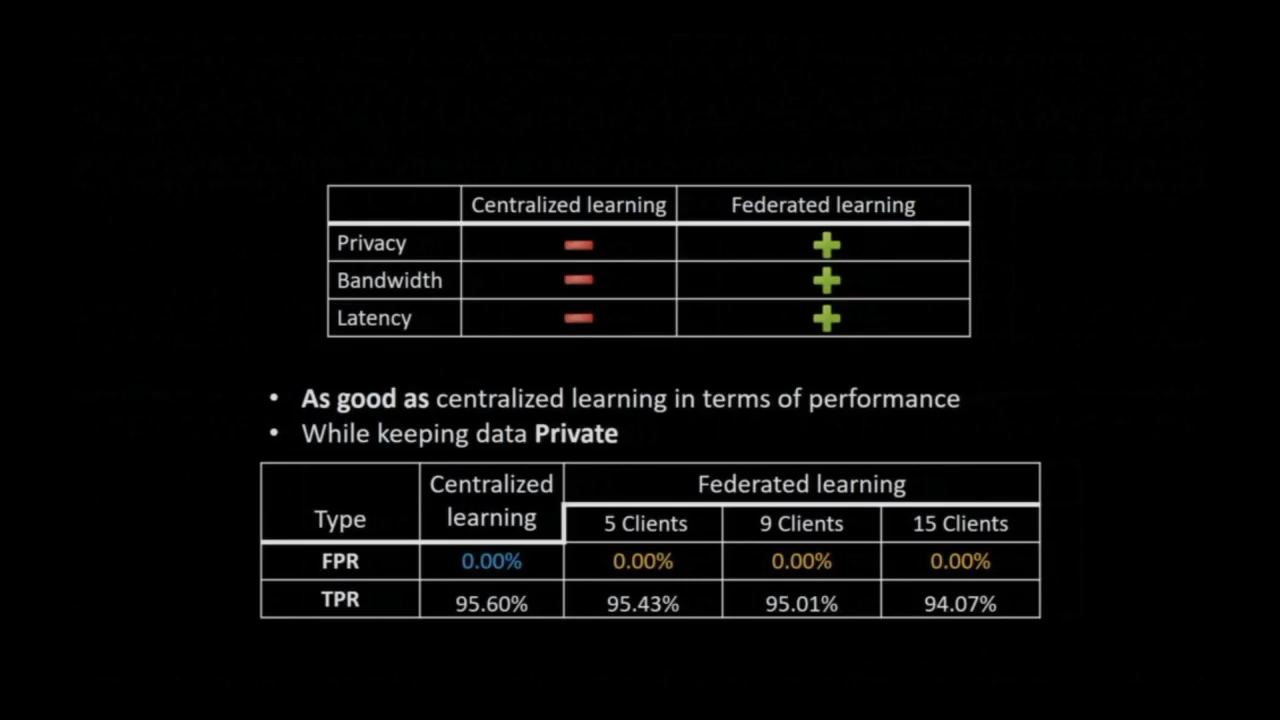 Centralized learning Federated learning
Privacy
Bandwidth
Latency
• As good as centralized learning in terms of performance
• While keeping data Private
Type Centralized learning Federated learning
5 Clients 9 Clients 15 Clients
FPR 0.00% 0.00% 0.00% 0.00%
TPR 95.60% 95.43% 95.01% 94.07%